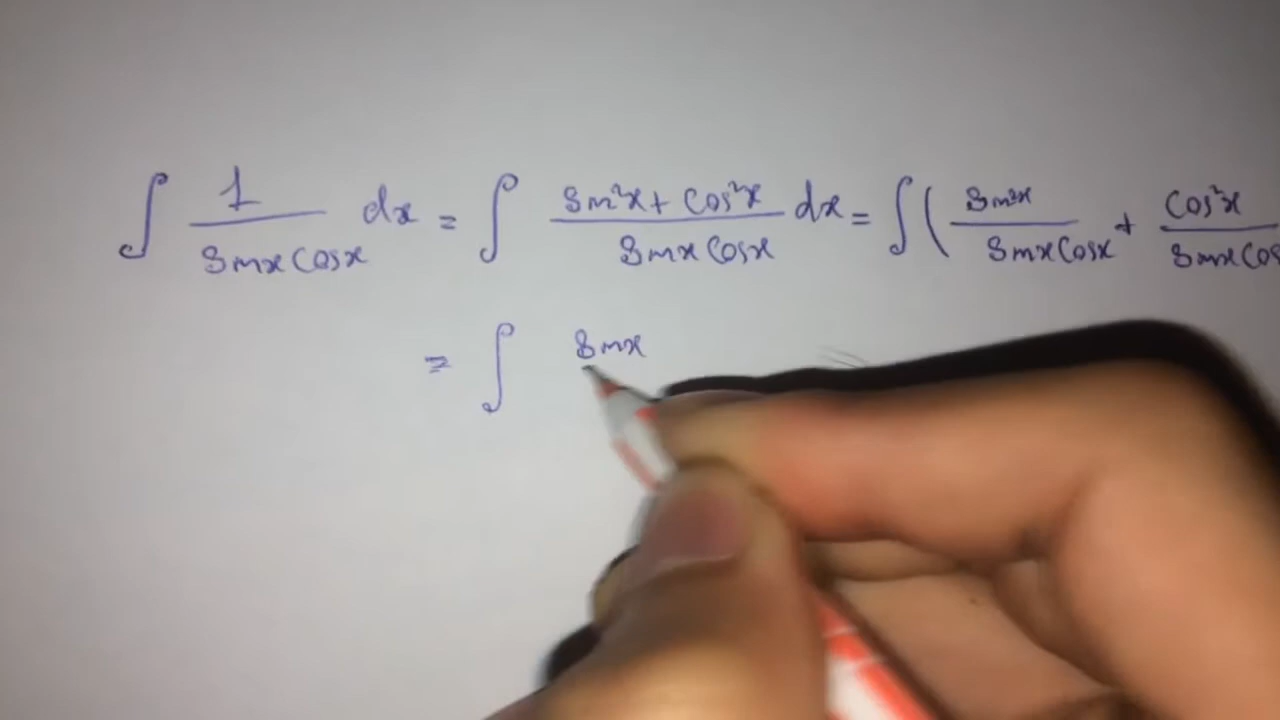 ∫ 1/(sinx cosx) dx = ∫ (sin²x + cos²x)/(sinx cosx) dx = ∫ ( sin²x/(sinx cosx) + cos²x/(sinx cos
= ∫ sinx